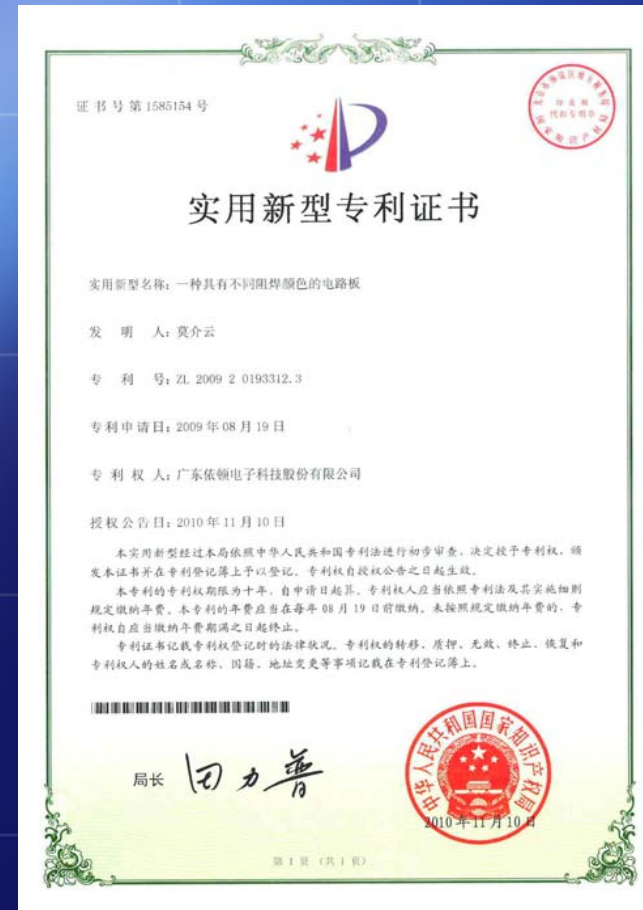 证书号第1585154号
印花税
代扣专用章
国家知识产权局
实用新型专利证书
实用新型名称：一种具有不同阻焊颜色的电路板
发 明 人：莫介云
专 利 号：ZL 2009 2 0193312.3
专利申请日：2009年08月19日
专 利 权 人：广东依顿电子科技股份有限公司
授权公告日：2010年11月10日
本实用新型经过本局依照中华人民共和国专利法进行初步审查，决定授予专利权，颁
发本证书并在专利登记簿上予以登记。专利权自授权公告之日起生效。
本专利的专利权期限为十年，自申请日起算。专利权人应当依照专利法及其实施细则
规定缴纳年费。本专利的年费应当在每年08月19日前缴纳。未按照规定缴纳年费的，专
利权自应当缴纳年费期满之日起终止。
专利证书记载专利权登记时的法律状况。专利权的转移、质押、无效、终止、恢复和
专利权人的姓名或名称、国籍、地址变更等事项记载在专利登记簿上。
局长 田力普
中华人民共和国国家知识产权局
2010年11月10日
第1页（共1页）